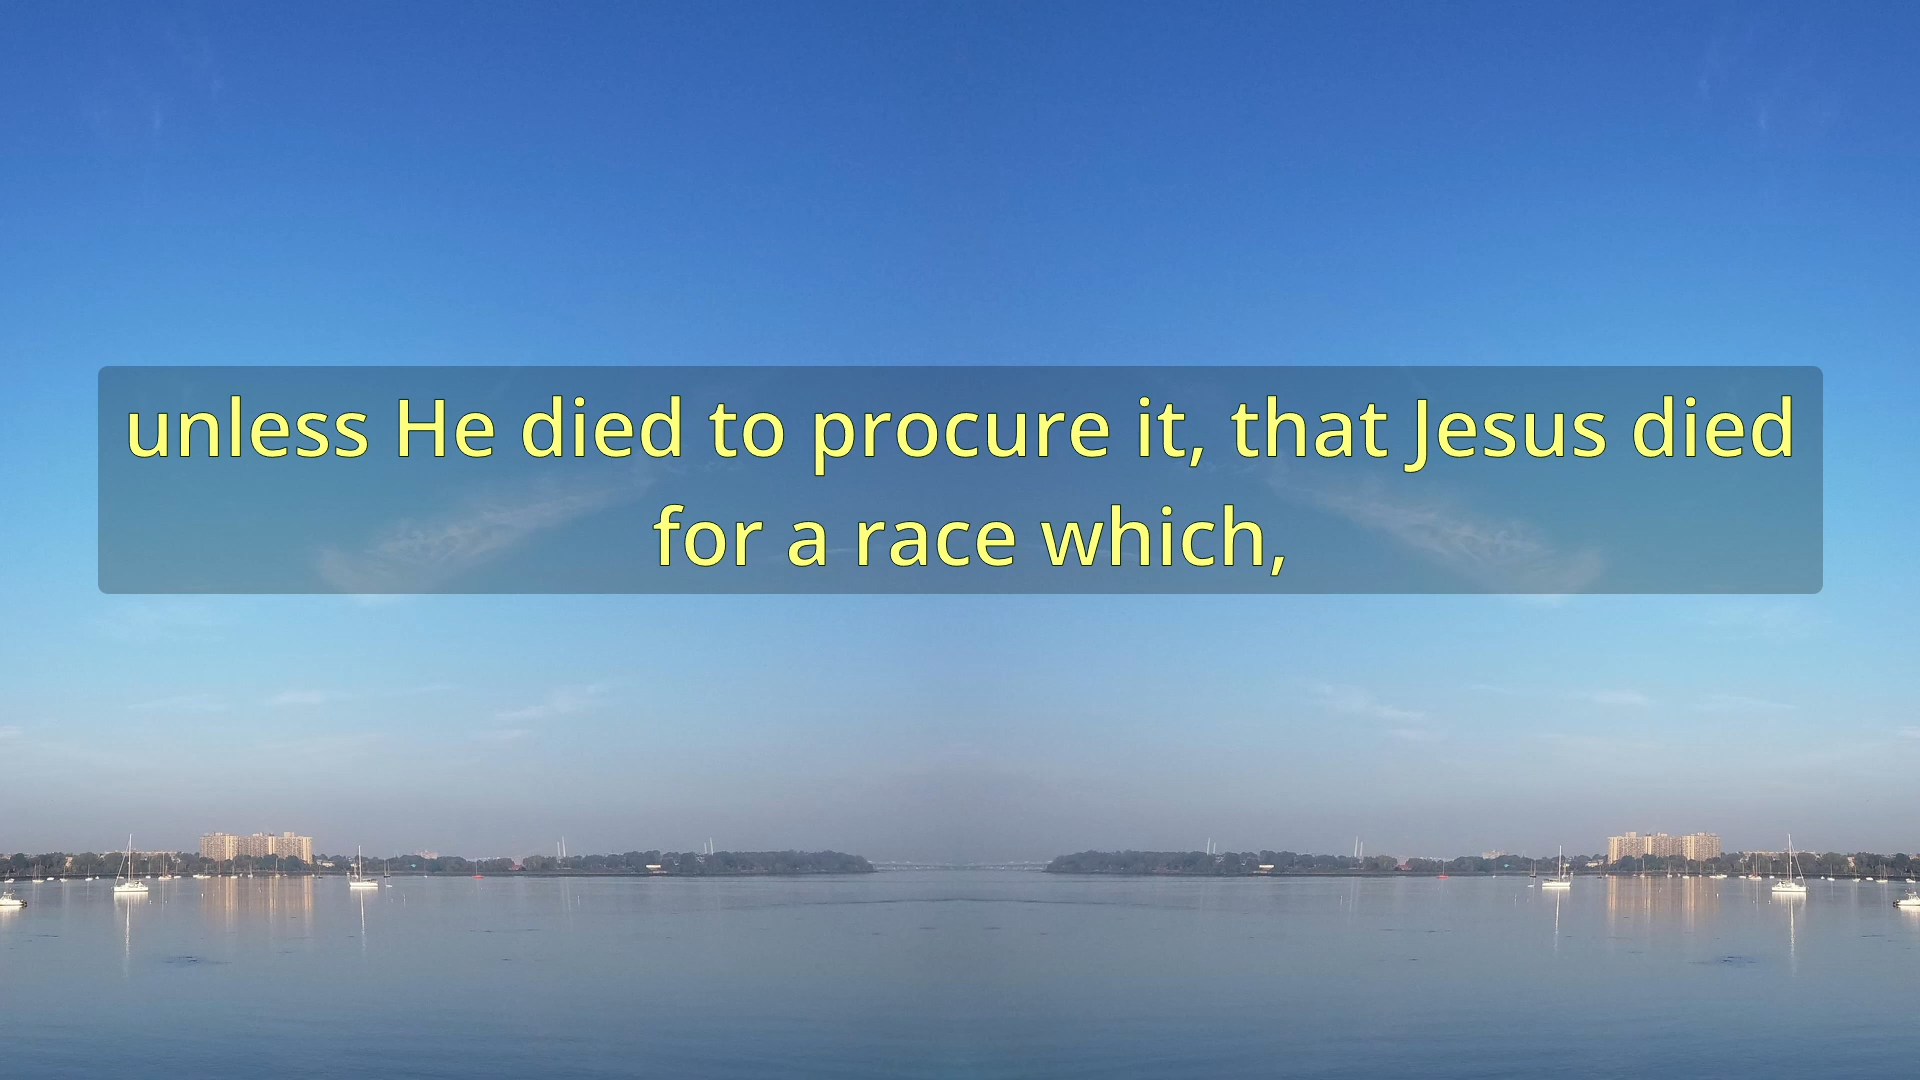 unless He died to procure it, that Jesus died
for a race which,